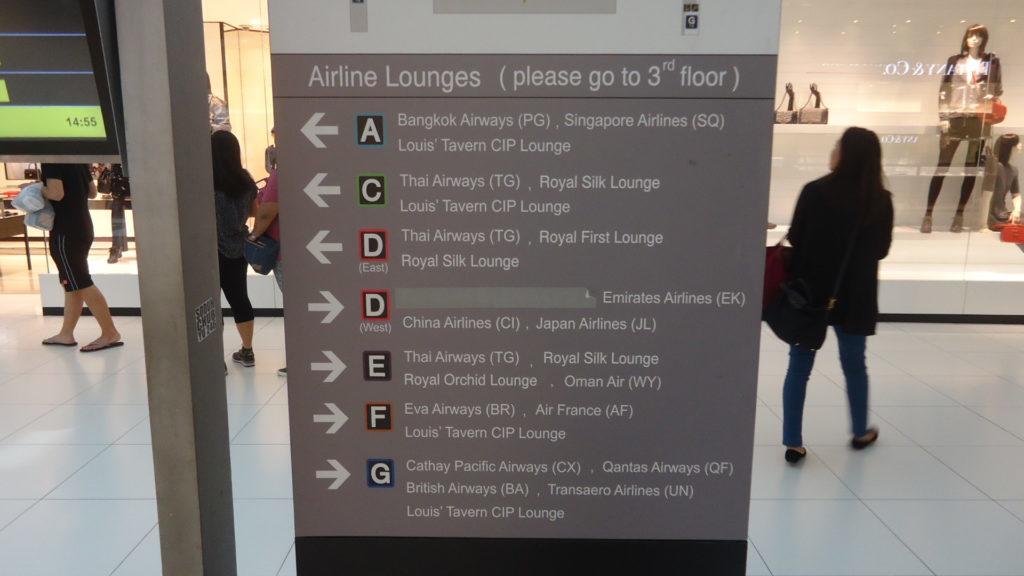 14:55
Airline Lounges ( please go to 3rd floor )
A Bangkok Airways (PG) , Singapore Airlines (SQ)
Louis' Tavern CIP Lounge
C Thai Airways (TG) , Royal Silk Lounge
Louis' Tavern CIP Lounge
D Thai Airways (TG) , Royal First Lounge
(East) Royal Silk Lounge
D Emirates Airlines (EK)
(West) China Airlines (CI) , Japan Airlines (JL)
E Thai Airways (TG) , Royal Silk Lounge
Royal Orchid Lounge , Oman Air (WY)
F Eva Airways (BR) , Air France (AF)
Louis' Tavern CIP Lounge
G Cathay Pacific Airways (CX) , Qantas Airways (QF)
British Airways (BA) , Transaero Airlines (UN)
Louis' Tavern CIP Lounge
G